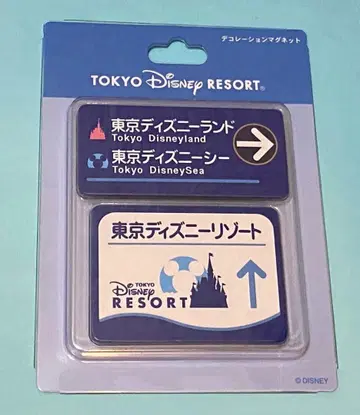 デコレーションマグネット
TOKYO Disney RESORT®
東京ディズニーランド
Tokyo Disneyland
東京ディズニーシー
Tokyo DisneySea
東京ディズニーリゾート
TOKYO
Disney
RESORT
© DISNEY